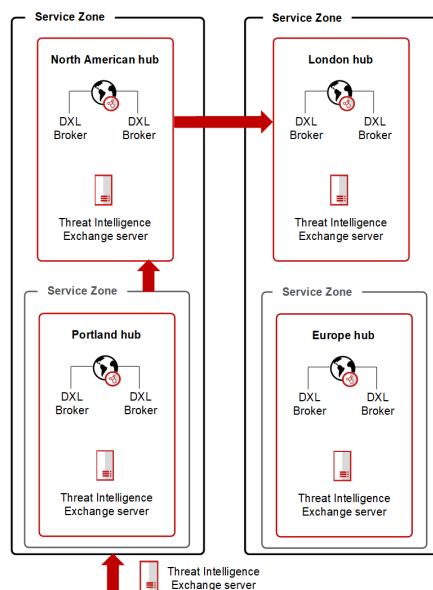 Service Zone
North American hub
DXL
Broker
DXL
Broker
Threat Intelligence
Exchange server
Service Zone
London hub
DXL
Broker
DXL
Broker
Threat Intelligence
Exchange server
Service Zone
Portland hub
DXL
Broker
DXL
Broker
Threat Intelligence
Exchange server
Service Zone
Europe hub
DXL
Broker
DXL
Broker
Threat Intelligence
Exchange server
Threat Intelligence
Exchange server